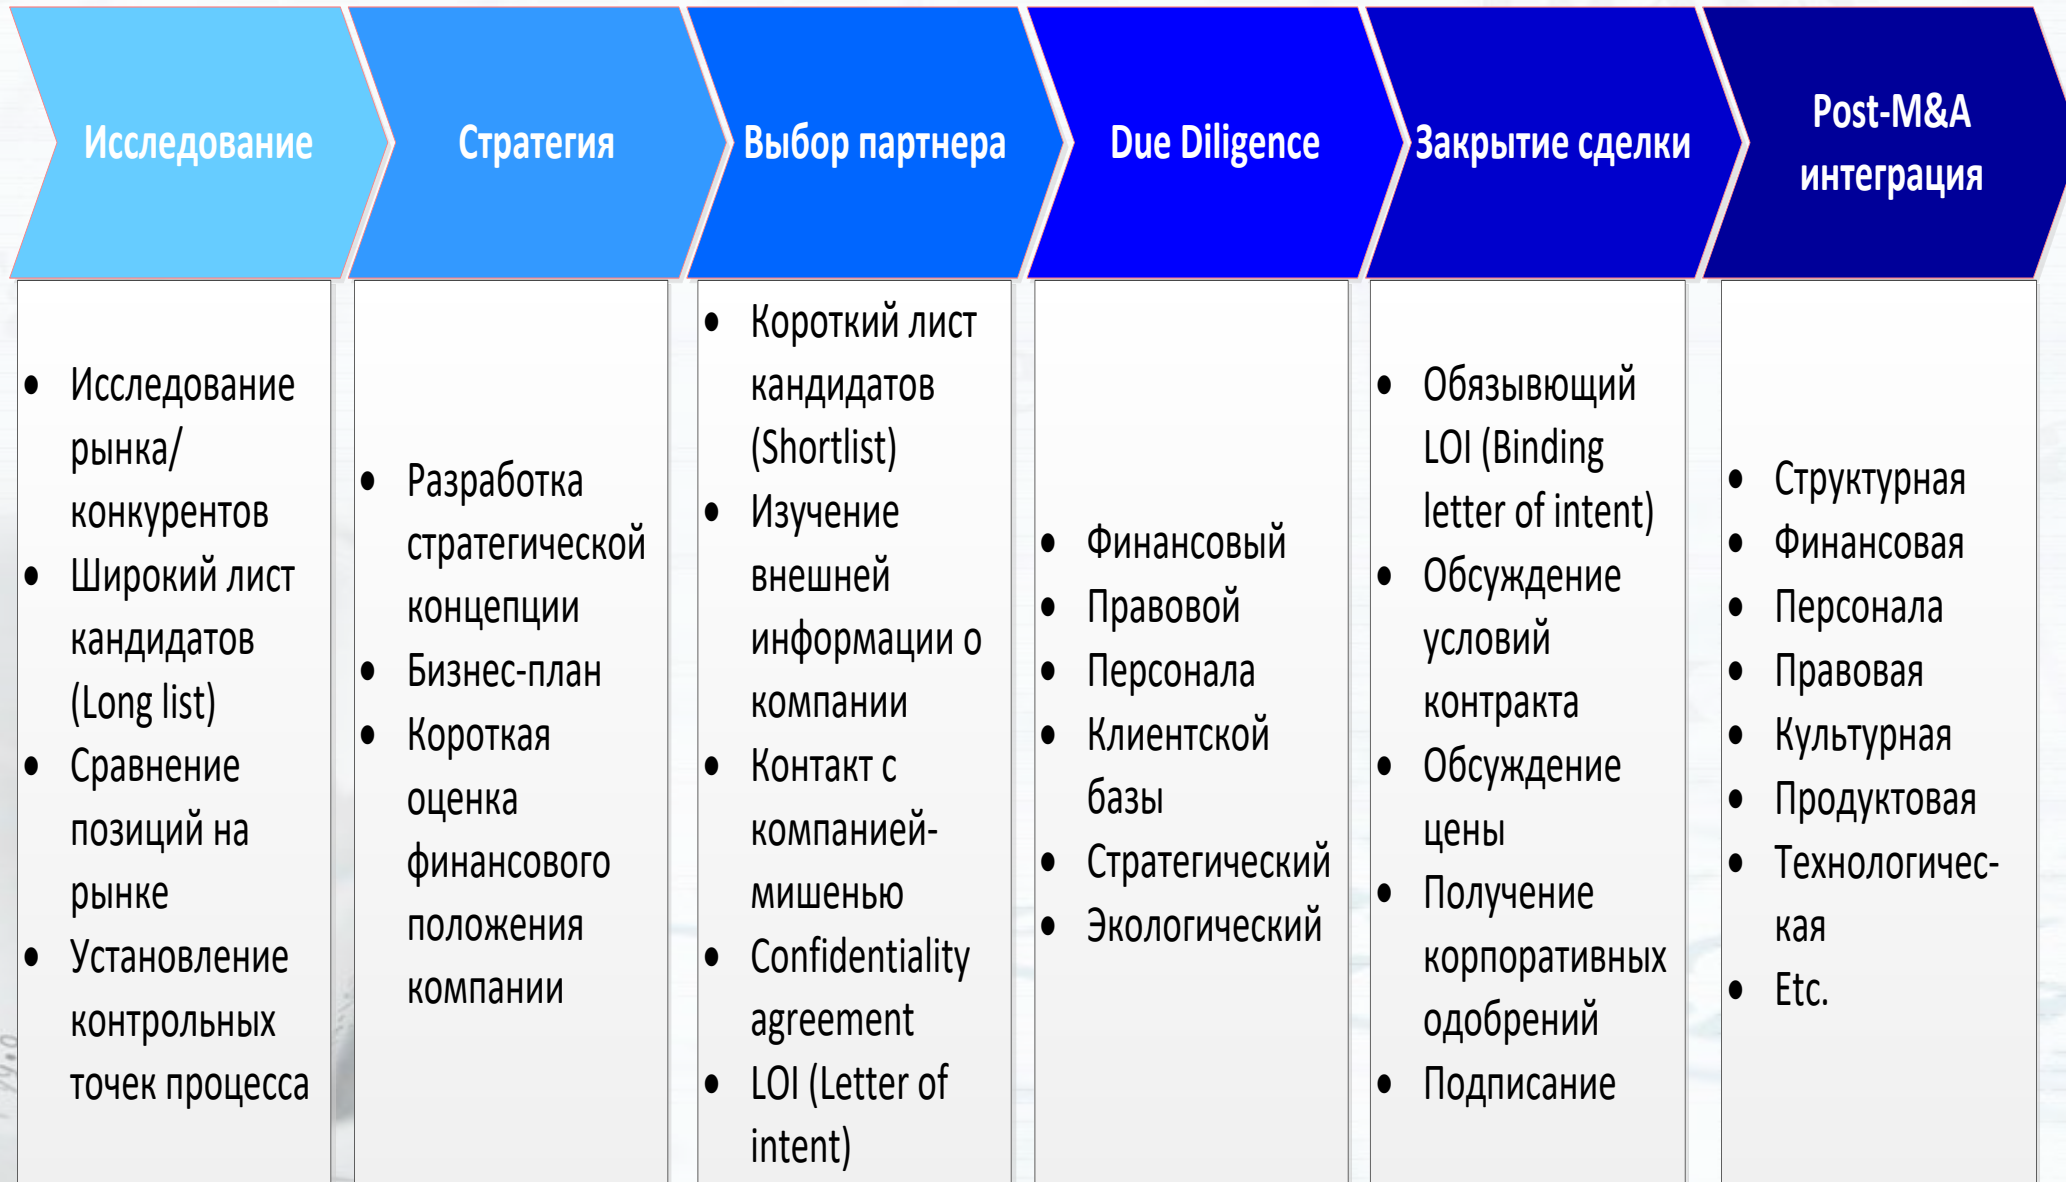 Исследование
Стратегия
Выбор партнера
Due Diligence
Закрытие сделки
Post-M&A
интеграция
• Исследование
рынка/
конкурентов
• Широкий лист
кандидатов
(Long list)
• Сравнение
позиций на
рынке
• Установление
контрольных
точек процесса
• Разработка
стратегической
концепции
• Бизнес-план
• Короткая
оценка
финансового
положения
компании
• Короткий лист
кандидатов
(Shortlist)
• Изучение
внешней
информации о
компании
• Контакт с
компанией-
мишенью
• Confidentiality
agreement
• LOI (Letter of
intent)
• Финансовый
• Правовой
• Персонала
• Клиентской
базы
• Стратегический
• Экологический
• Обязывющий
LOI (Binding
letter of intent)
• Обсуждение
условий
контракта
• Обсуждение
цены
• Получение
корпоративных
одобрений
• Подписание
• Структурная
• Финансовая
• Персонала
• Правовая
• Культурная
• Продуктовая
• Технологичес-
кая
• Etc.